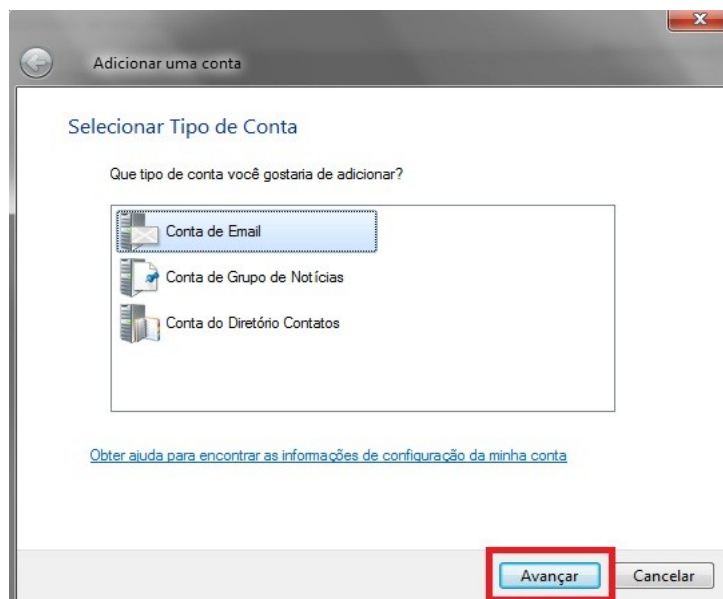 Adicionar uma conta
Selecionar Tipo de Conta
Que tipo de conta você gostaria de adicionar?
Conta de Email
Conta de Grupo de Notícias
Conta do Diretório Contatos
Obter ajuda para encontrar as informações de configuração da minha conta
Avançar
Cancelar